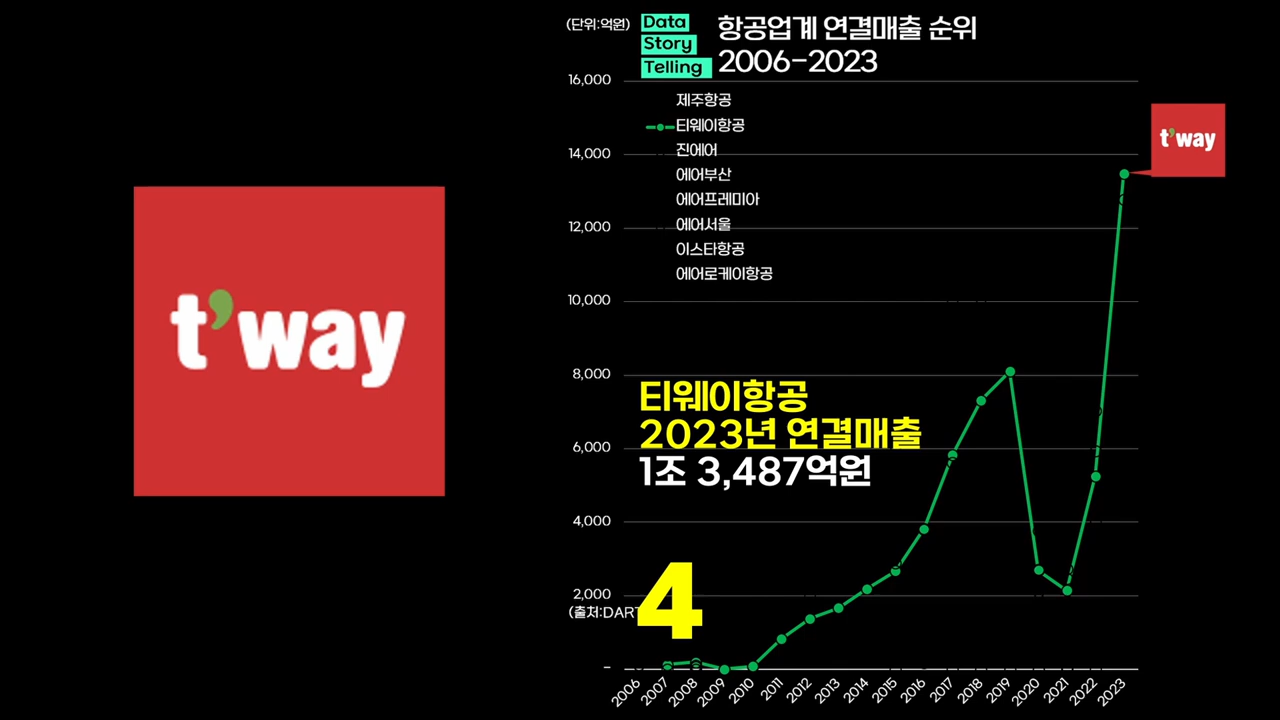 t'way
(단위:억원)
Data
Story
Telling
항공업계 연결매출 순위
2006-2023
16,000
14,000
12,000
10,000
8,000
6,000
4,000
2,000
-
제주항공
티웨이항공
진에어
에어부산
에어프레미아
에어서울
이스타항공
에어로케이항공
t'way
티웨이항공
2023년 연결매출
1조 3,487억원
4
(출처:DART
2006 2007 2008 2009 2010 2011 2012 2013 2014 2015 2016 2017 2018 2019 2020 2021 2022 2023